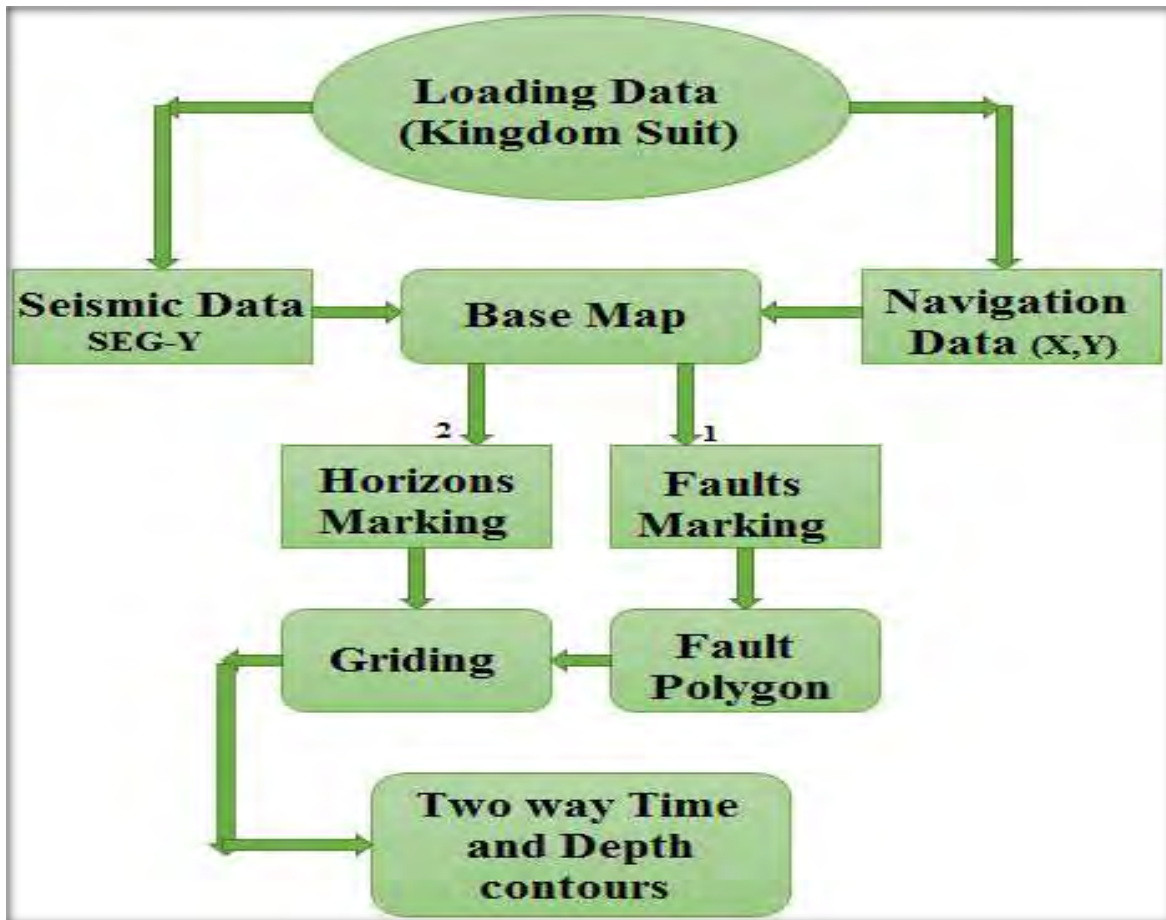 Loading Data
(Kingdom Suit)
Seismic Data
SEG-Y
Base Map
Navigation
Data (X,Y)
2
1
Horizons
Marking
Faults
Marking
Griding
Fault
Polygon
Two way Time
and Depth
contours